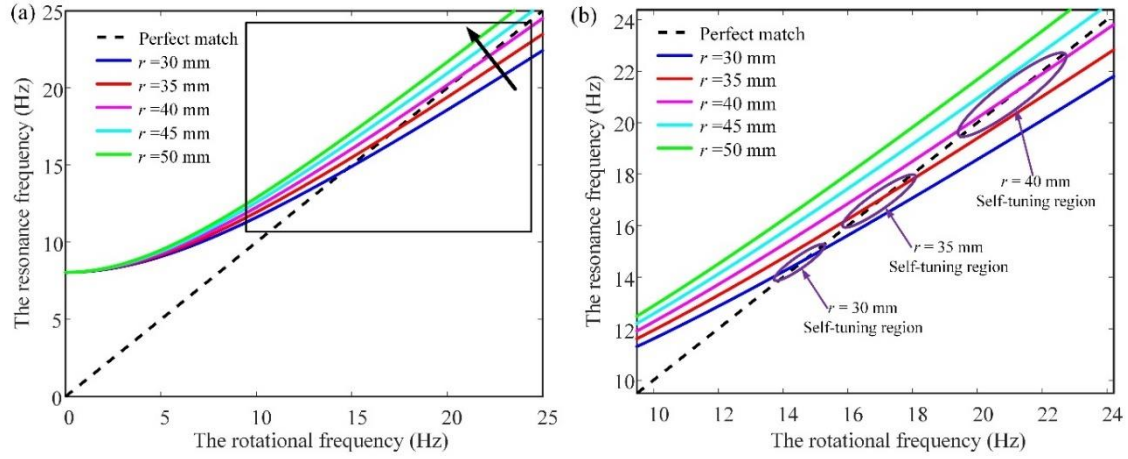 (a)
The resonance frequency (Hz)
25
20
15
10
5
0
Perfect match
r = 30 mm
r = 35 mm
r = 40 mm
r = 45 mm
r = 50 mm
0 5 10 15 20 25
The rotational frequency (Hz)
(b)
The resonance frequency (Hz)
24
22
20
18
16
14
12
10
Perfect match
r = 30 mm
r = 35 mm
r = 40 mm
r = 45 mm
r = 50 mm
r = 40 mm
Self-tuning region
r = 35 mm
Self-tuning region
r = 30 mm
Self-tuning region
10 12 14 16 18 20 22 24
The rotational frequency (Hz)